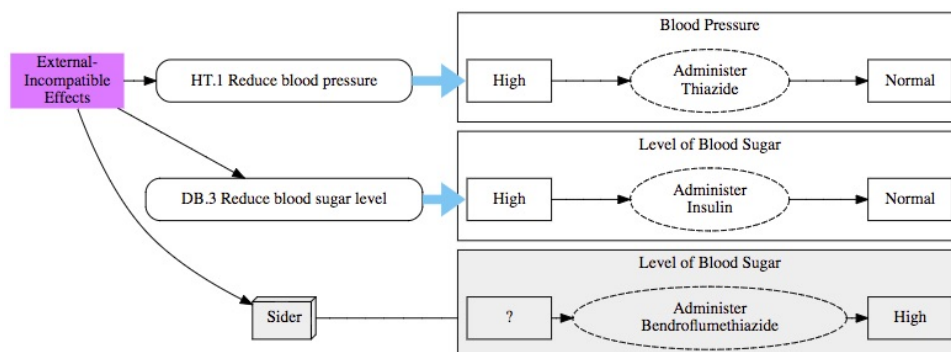 External-
Incompatible
Effects
HT.1 Reduce blood pressure
Blood Pressure
High
Administer
Thiazide
Normal
DB.3 Reduce blood sugar level
Level of Blood Sugar
High
Administer
Insulin
Normal
Sider
Level of Blood Sugar
?
Administer
Bendroflumethiazide
High